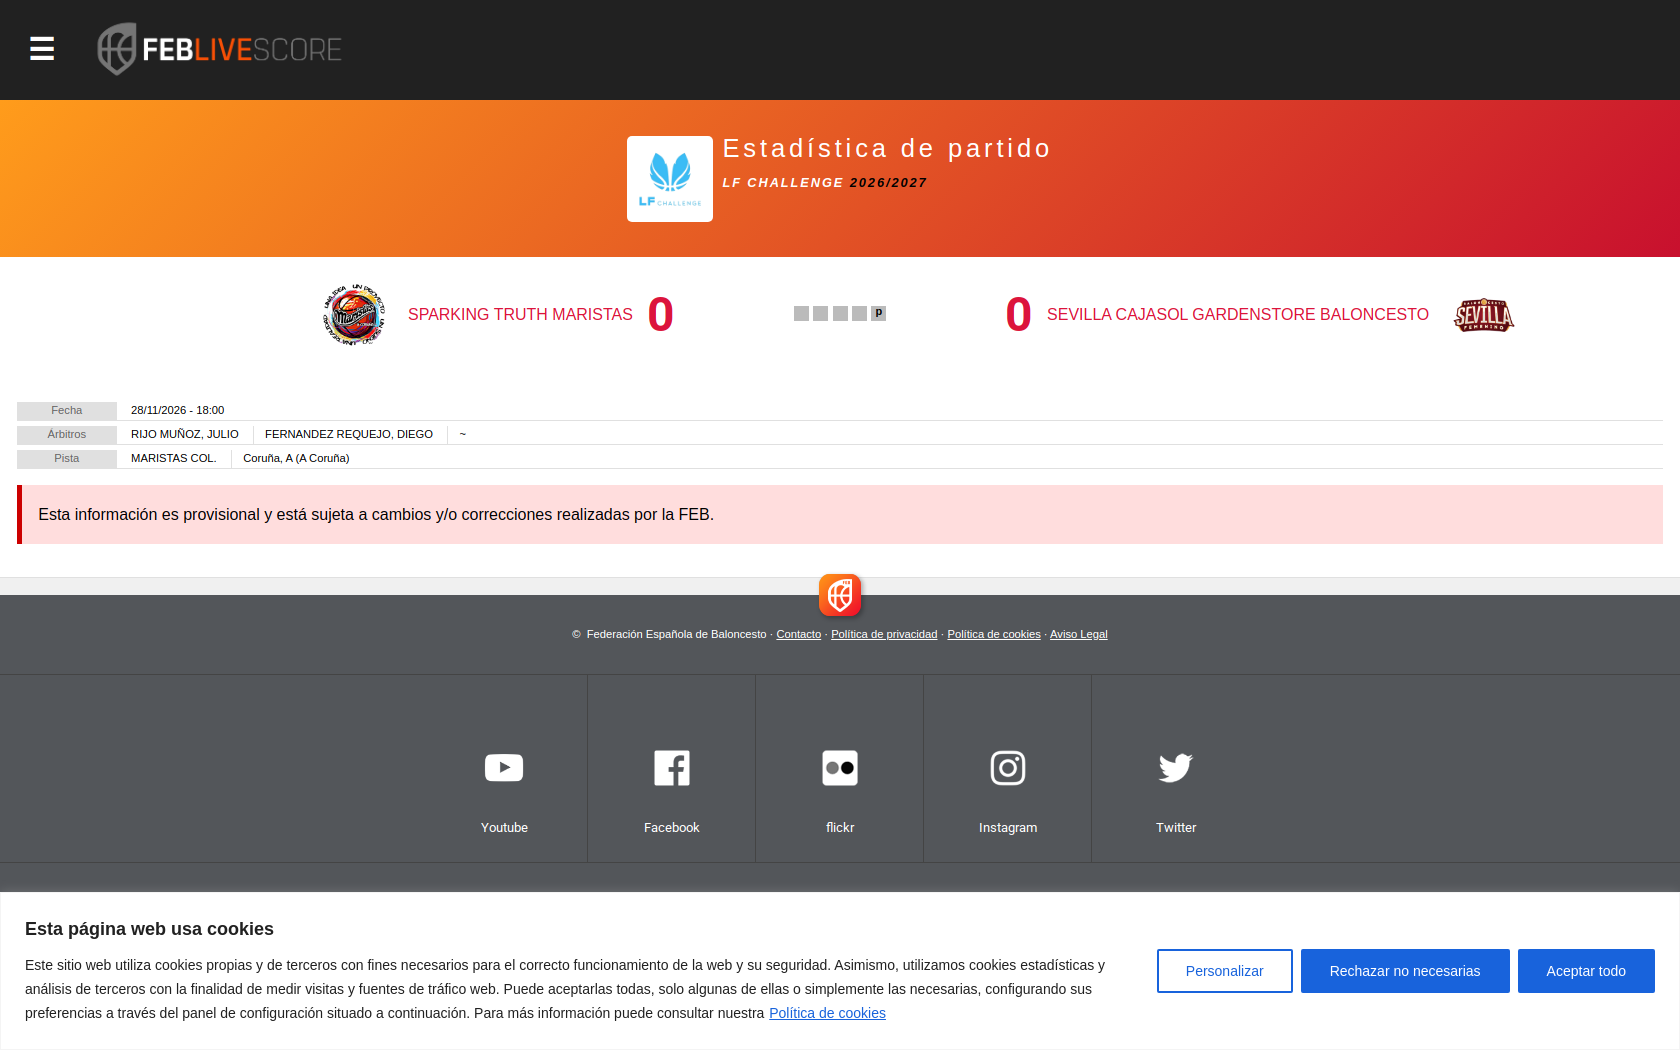 FEBLIVESCORE
Estadística de partido
LF CHALLENGE 2026/2027
LF CHALLENGE
SPARKING TRUTH MARISTAS 0
p
0 SEVILLA CAJASOL GARDENSTORE BALONCESTO
SEVILLA
Fecha 28/11/2026 - 18:00
Árbitros RIJO MUÑOZ, JULIO FERNANDEZ REQUEJO, DIEGO ~
Pista MARISTAS COL. Coruña, A (A Coruña)
Esta información es provisional y está sujeta a cambios y/o correcciones realizadas por la FEB.
© Federación Española de Baloncesto · Contacto · Política de privacidad · Política de cookies · Aviso Legal
Youtube Facebook flickr Instagram Twitter
Esta página web usa cookies
Este sitio web utiliza cookies propias y de terceros con fines necesarios para el correcto funcionamiento de la web y su seguridad. Asimismo, utilizamos cookies estadísticas y
análisis de terceros con la finalidad de medir visitas y fuentes de tráfico web. Puede aceptarlas todas, solo algunas de ellas o simplemente las necesarias, configurando sus
preferencias a través del panel de configuración situado a continuación. Para más información puede consultar nuestra Política de cookies
Personalizar Rechazar no necesarias Aceptar todo